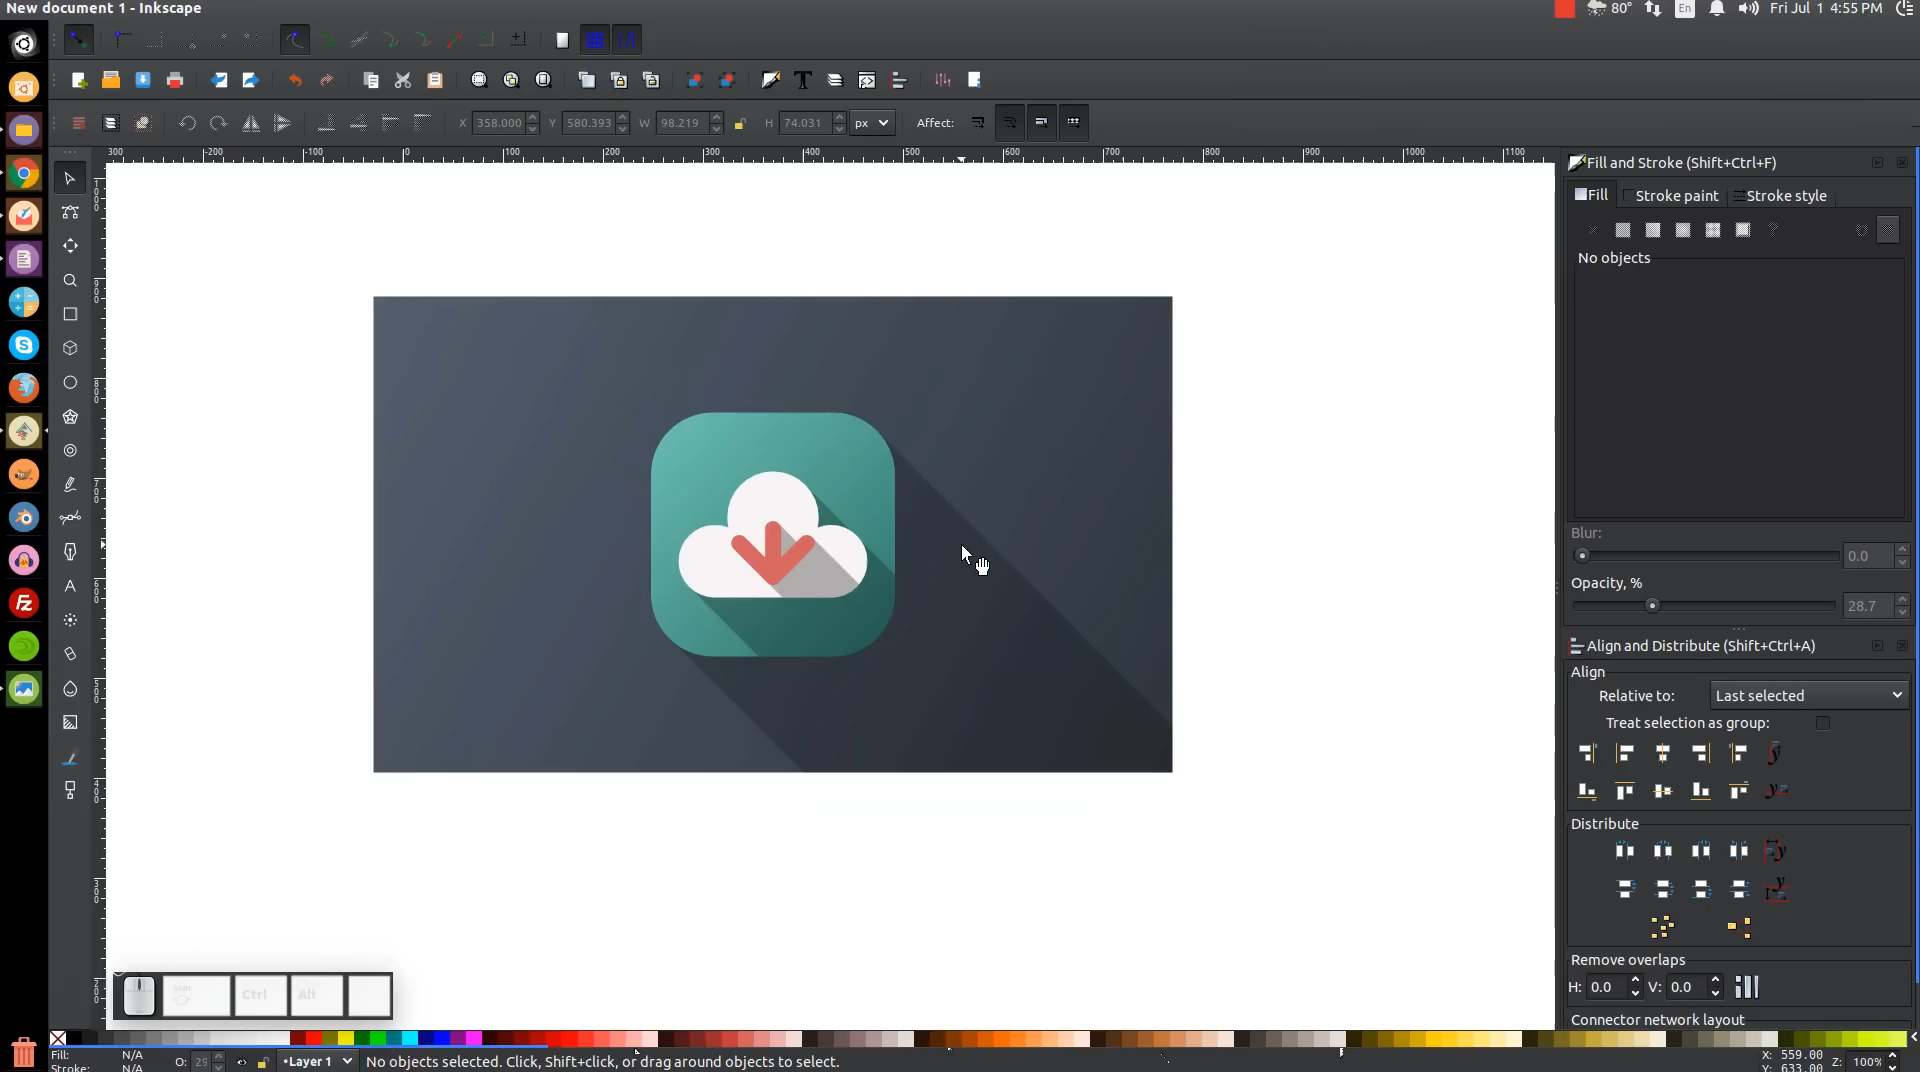 New document 1 - Inkscape
80° En Fri Jul 1 4:55 PM
X 358.000 Y 580.393 W 98.219 H 74.031 px Affect:
300 -200 -100 0 100 200 300 400 500 600 700 800 900 1000 1100
Fill and Stroke (Shift+Ctrl+F)
Fill Stroke paint Stroke style
No objects
Blur:
0.0
Opacity, %
28.7
Align and Distribute (Shift+Ctrl+A)
Align
Relative to: Last selected
Treat selection as group:
Distribute
Remove overlaps
H: 0.0 V: 0.0
Connector network layout
Shift Ctrl Alt
Fill: N/A O: 29 •Layer 1 No objects selected. Click, Shift+click, or drag around objects to select. X: 559.00 Z: 100%
Stroke: N/A Y: 633.00